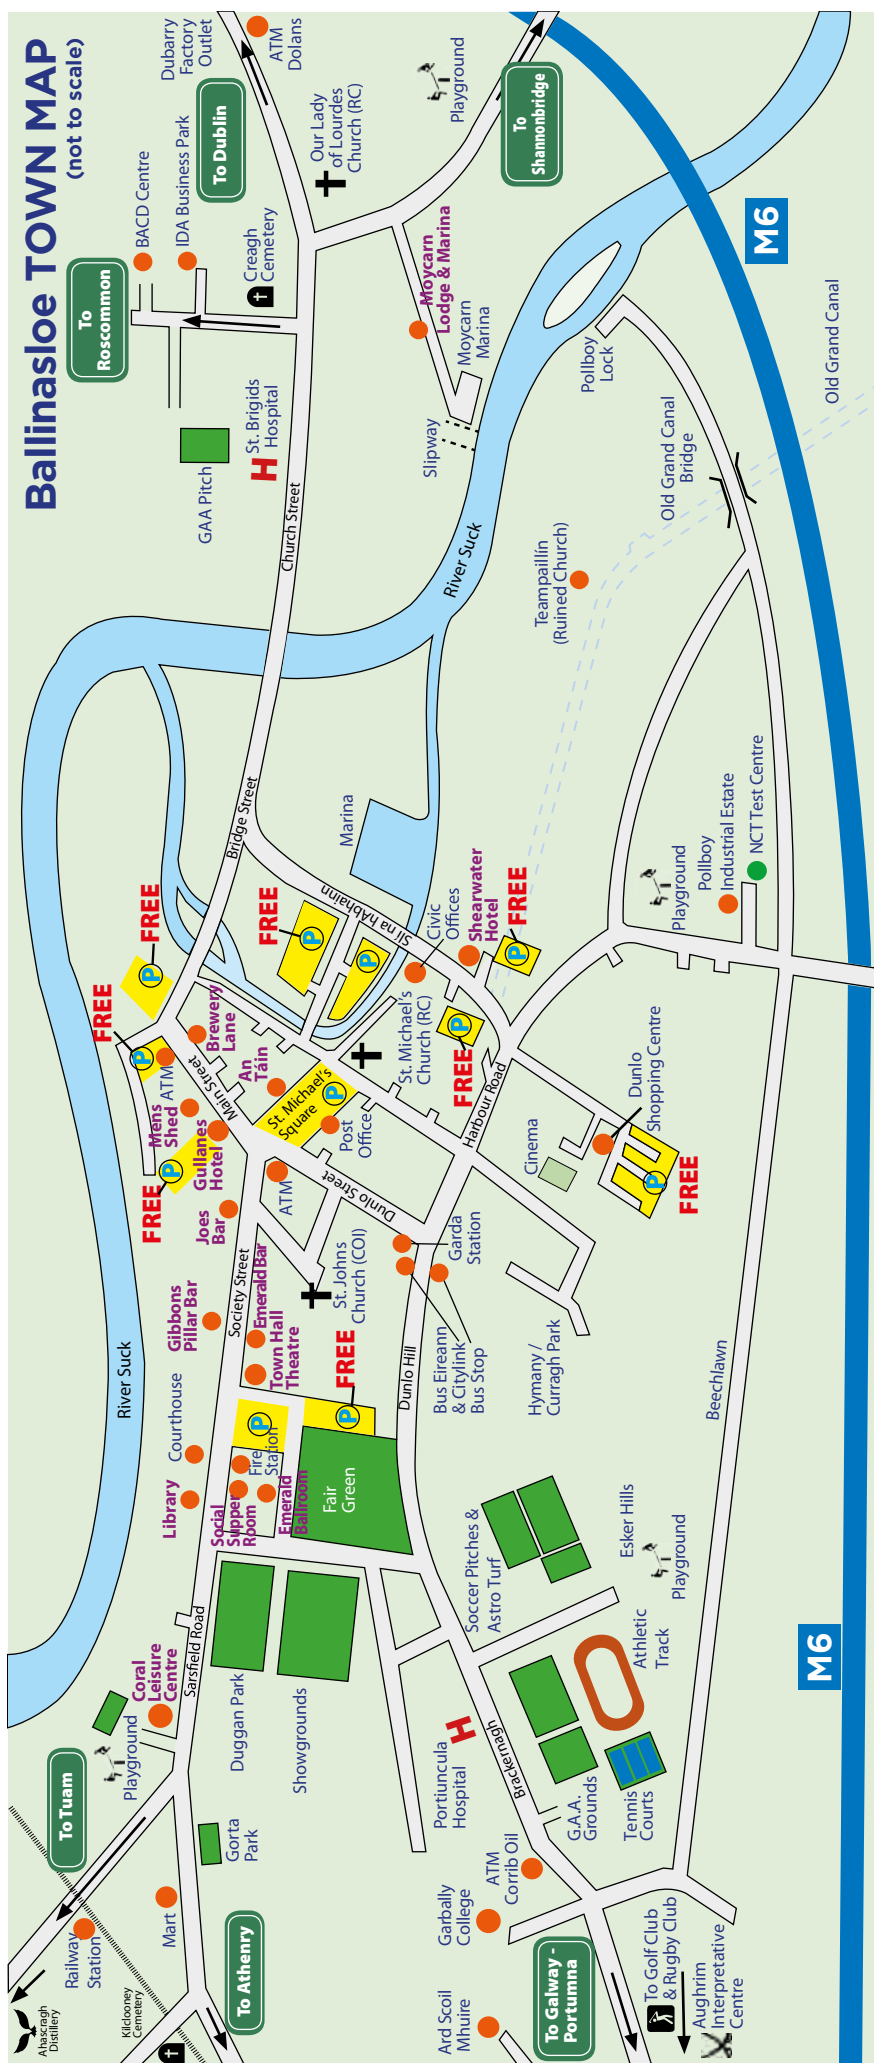 Ballinasloe TOWN MAP
(not to scale)
Dubarry
Factory
Outlet
ATM
Dolans
To Dublin
IDA Business Park
BACD Centre
To
Roscommon
Our Lady
of Lourdes
Church (RC)
Playground
To
Shannonbridge
Creagh
Cemetery
Moycarn
Lodge & Marina
Moycarn
Marina
Slipway
M6
Old Grand Canal
Pollboy
Lock
Old Grand Canal
Bridge
St. Brigids
Hospital
H
GAA Pitch
Church Street
River Suck
Teampaillín
(Ruined Church)
Bridge Street
Marina
Slí na hAbhainn
Civic
Offices
Shearwater
Hotel
FREE
P
Playground
Pollboy
Industrial Estate
NCT Test Centre
FREE
P
FREE
P
P
FREE
P
ATM
Brewery
Lane
An
Táin
Main Street
Mens
Shed
Gullanes
Hotel
FREE
P
St. Michael's
Square
P
Post
Office
St. Michael's
Church (RC)
FREE
P
Harbour Road
Cinema
Dunlo
Shopping Centre
P
FREE
Joes
Bar
ATM
Dunlo Street
Society Street
Emerald Bar
Gibbons
Pillar Bar
Town Hall
Theatre
St. Johns
Church (COI)
Garda
Station
Bus Eireann
& Citylink
Bus Stop
Dunlo Hill
Hymany /
Curragh Park
Beechlawn
River Suck
Courthouse
Library
P
Fire
Station
Social
Supper
Room
Emerald
Ballroom
FREE
P
Fair
Green
Soccer Pitches &
Astro Turf
Esker Hills
Playground
Athletic
Track
M6
Sarsfield Road
Coral
Leisure
Centre
Playground
Duggan Park
Showgrounds
H
Portiuncula
Hospital
Brackernagh
G.A.A.
Grounds
Tennis
Courts
To Tuam
Gorta
Park
ATM
Corrib Oil
Garbally
College
Mart
Railway
Station
To Athenry
Kilclooney
Cemetery
Ahascragh
Distillery
Ard Scoil
Mhuire
To Galway -
Portumna
To Golf Club
& Rugby Club
Aughrim
Interpretative
Centre